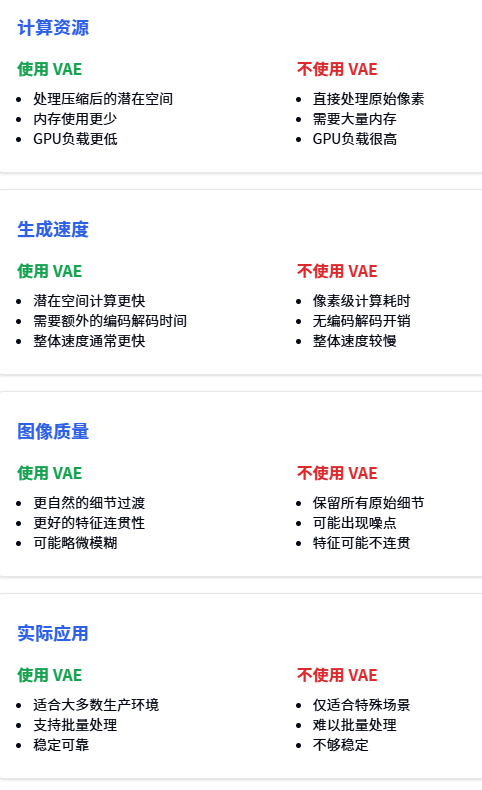 计算资源
使用 VAE
处理压缩后的潜在空间
内存使用更少
GPU负载更低
不使用 VAE
直接处理原始像素
需要大量内存
GPU负载很高
生成速度
使用 VAE
潜在空间计算更快
需要额外的编码解码时间
整体速度通常更快
不使用 VAE
像素级计算耗时
无编码解码开销
整体速度较慢
图像质量
使用 VAE
更自然的细节过渡
更好的特征连贯性
可能略微模糊
不使用 VAE
保留所有原始细节
可能出现噪点
特征可能不连贯
实际应用
使用 VAE
适合大多数生产环境
支持批量处理
稳定可靠
不使用 VAE
仅适合特殊场景
难以批量处理
不够稳定